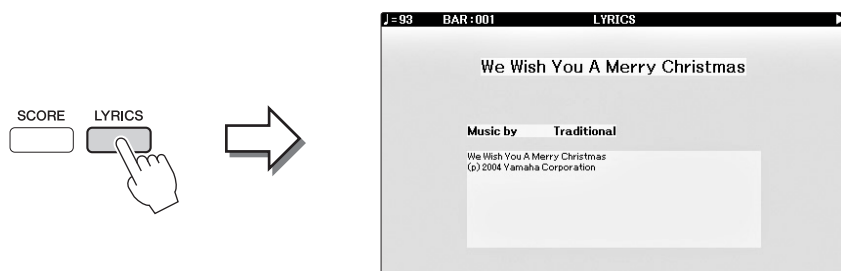 SCORE LYRICS
♩=93 BAR:001 LYRICS
We Wish You A Merry Christmas
Music by Traditional
We Wish You A Merry Christmas
(p) 2004 Yamaha Corporation